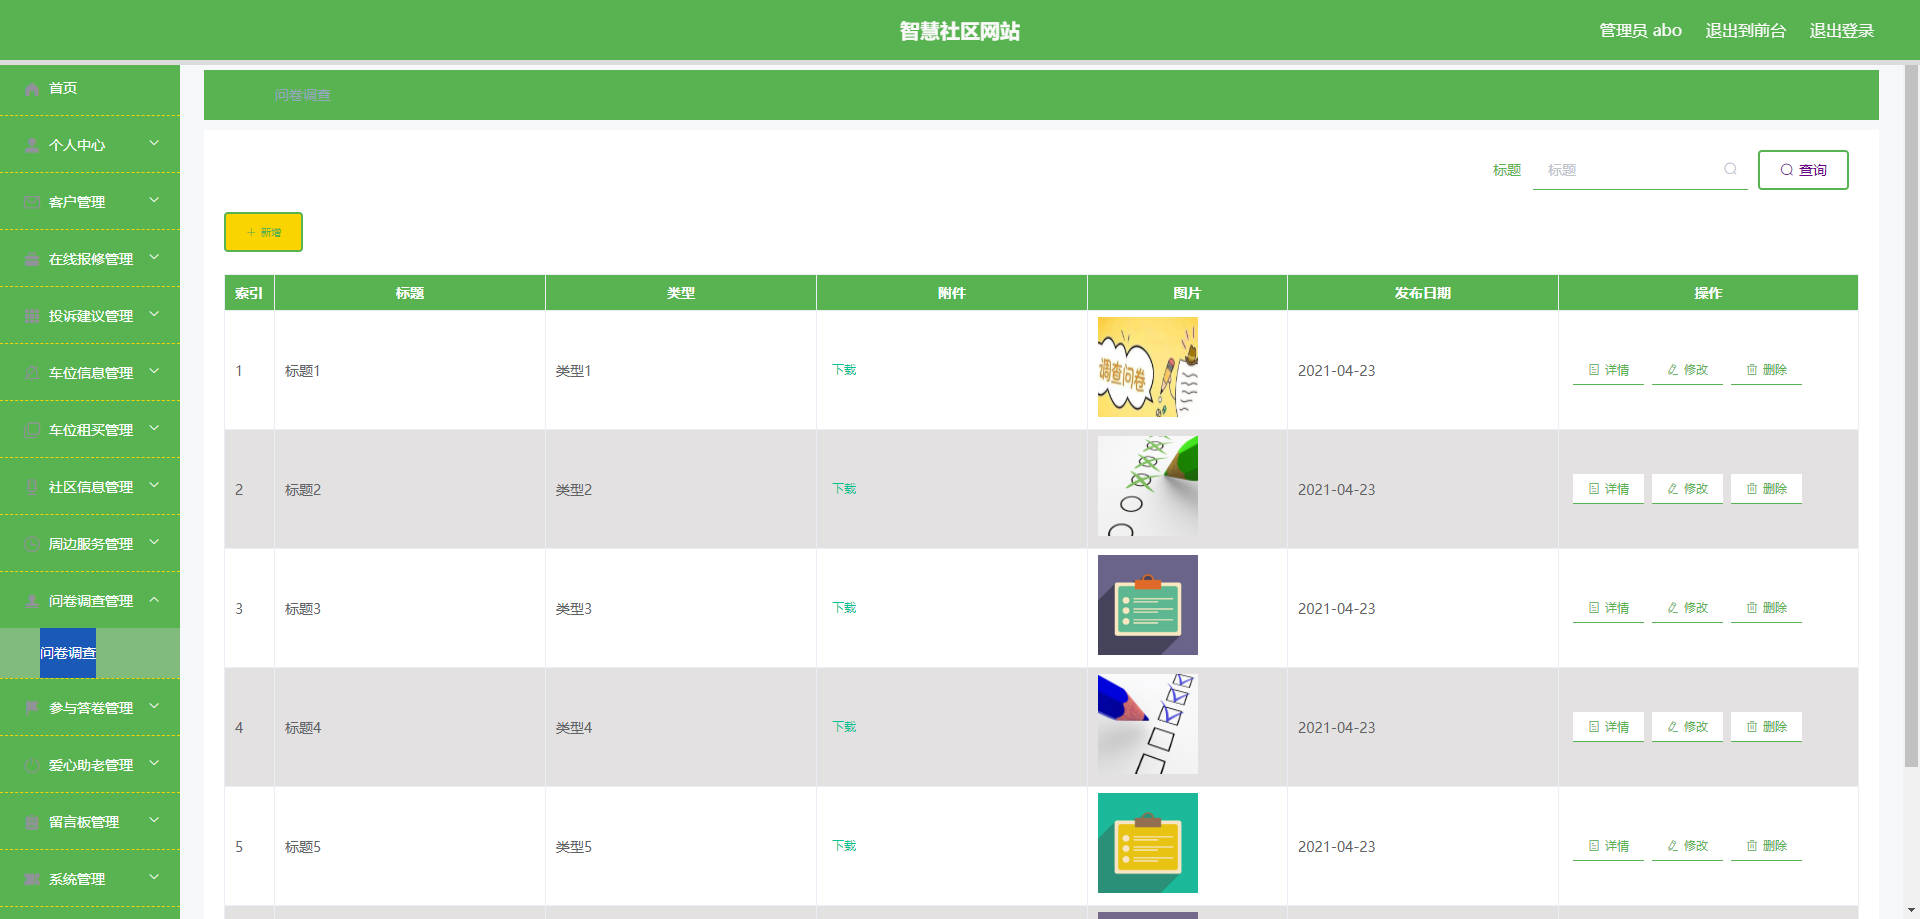 智慧社区网站
管理员 abo 退出到前台 退出登录
首页
个人中心
客户管理
在线报修管理
投诉建议管理
车位信息管理
车位租买管理
社区信息管理
周边服务管理
问卷调查管理
问卷调查
参与答卷管理
爱心助老管理
留言板管理
系统管理
问卷调查
标题 标题 查询
新增
索引 标题 类型 附件 图片 发布日期 操作
1 标题1 类型1 下载 调查问卷 2021-04-23 详情 修改 删除
2 标题2 类型2 下载 2021-04-23 详情 修改 删除
3 标题3 类型3 下载 2021-04-23 详情 修改 删除
4 标题4 类型4 下载 2021-04-23 详情 修改 删除
5 标题5 类型5 下载 2021-04-23 详情 修改 删除